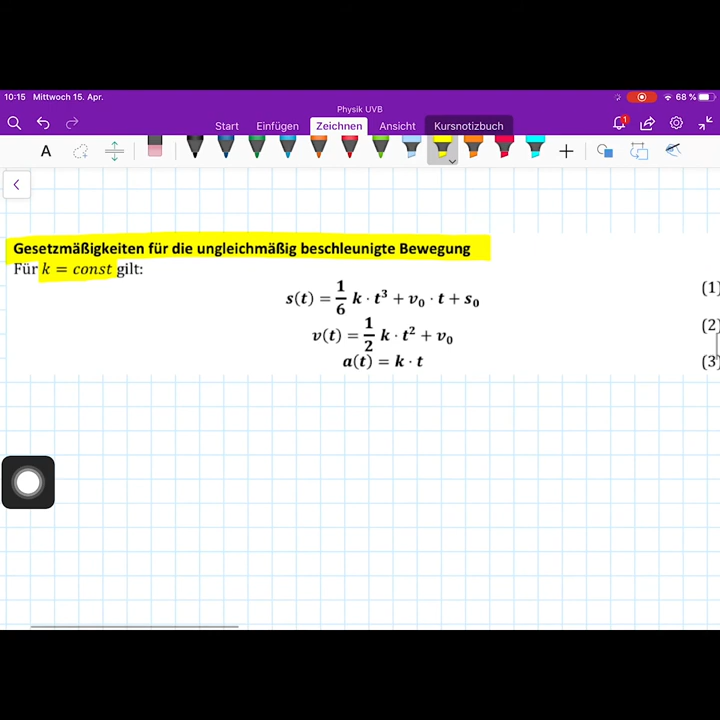 10:15 Mittwoch 15. Apr.
68 %
Physik UVB
Start Einfügen Zeichnen Ansicht Kursnotizbuch
1
A
Gesetzmäßigkeiten für die ungleichmäßig beschleunigte Bewegung
Für k = const gilt:
s(t) = 1/6 k · t³ + v₀ · t + s₀ (1)
v(t) = 1/2 k · t² + v₀ (2)
a(t) = k · t (3)